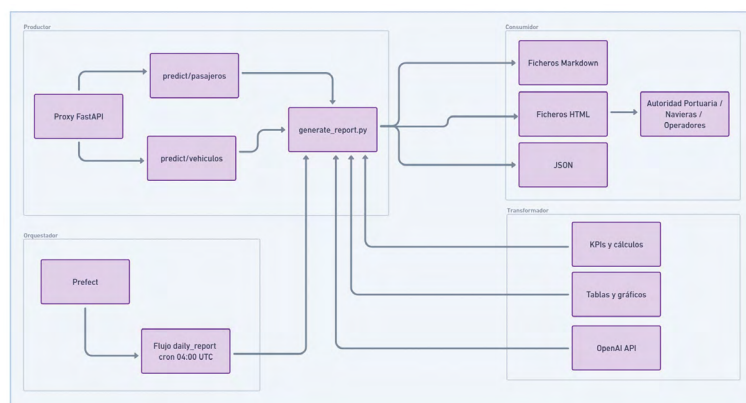 Productor
Proxy FastAPI
predict/pasajeros
predict/vehiculos
generate_report.py
Consumidor
Ficheros Markdown
Ficheros HTML
JSON
Autoridad Portuaria /
Navieras /
Operadores
Orquestador
Prefect
Flujo daily_report
cron 04:00 UTC
Transformador
KPIs y cálculos
Tablas y gráficos
OpenAI API